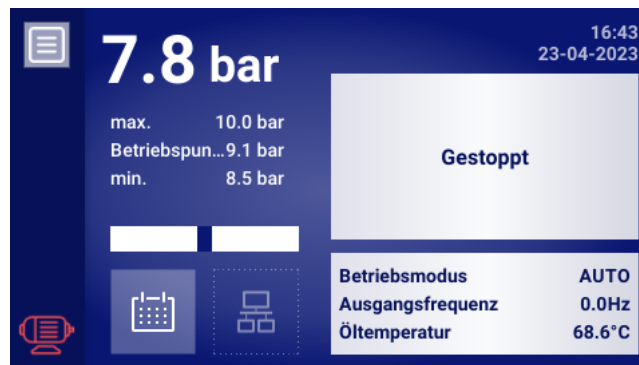 16:43
23-04-2023
7.8 bar
max. 10.0 bar
Betriebspun...9.1 bar
min. 8.5 bar
Gestoppt
Betriebsmodus AUTO
Ausgangsfrequenz 0.0Hz
Öltemperatur 68.6°C